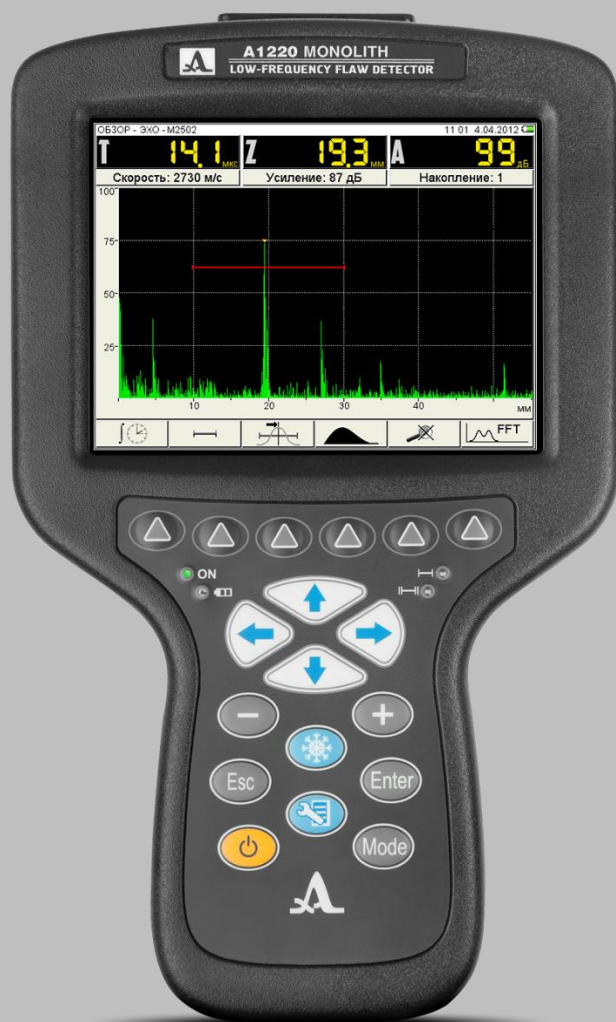 A1220 MONOLITH
LOW-FREQUENCY FLAW DETECTOR
ОБЗОР - ЭХО - M2502 11 01 4.04.2012
T 14.1 мкс Z 19.3 мм A 99 дБ
Скорость: 2730 м/с Усиление: 87 дБ Накопление: 1
100
75
50
25
10 20 30 40 мм
FFT
ON
Esc Enter
Mode